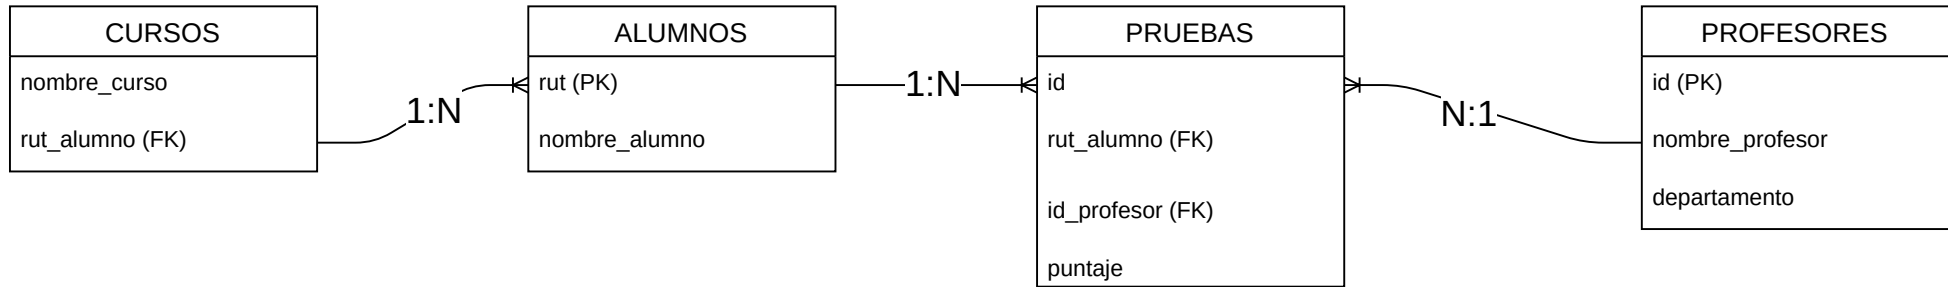 CURSOS
nombre_curso
rut_alumno (FK)
1:N
ALUMNOS
rut (PK)
nombre_alumno
1:N
PRUEBAS
id
rut_alumno (FK)
id_profesor (FK)
puntaje
N:1
PROFESORES
id (PK)
nombre_profesor
departamento